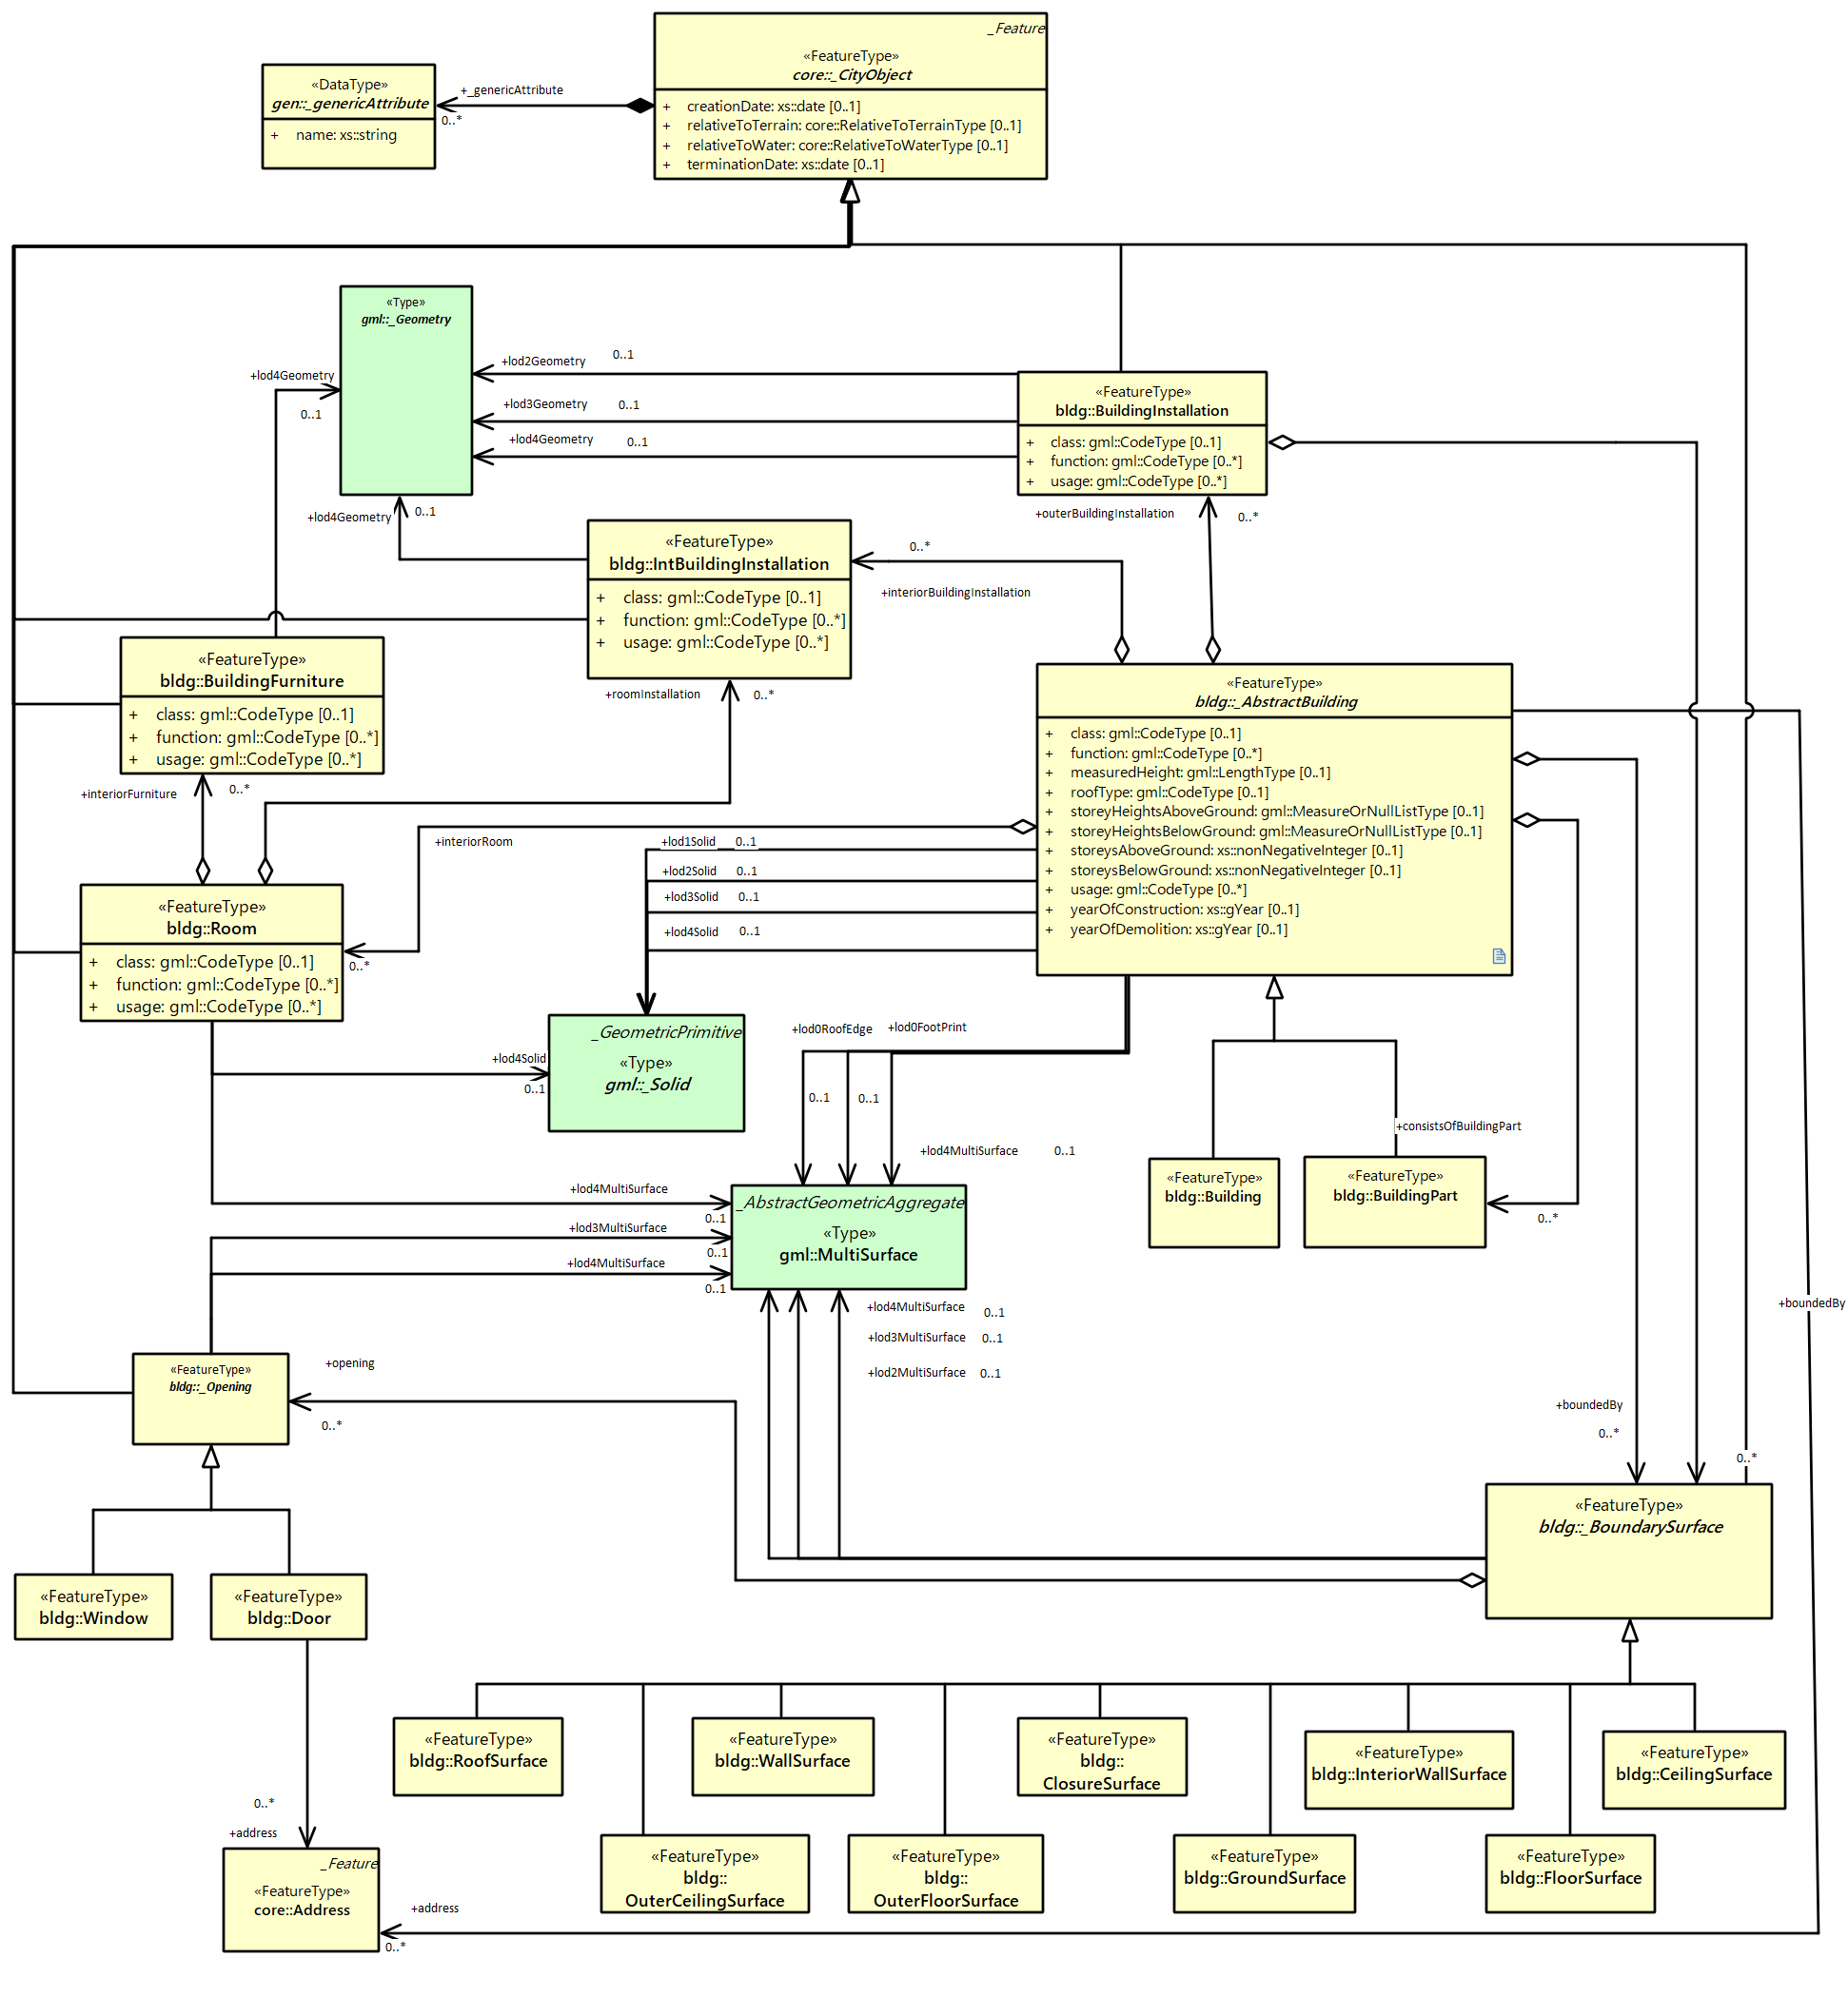 _Feature
«FeatureType»
core::_CityObject
+ creationDate: xs::date [0..1]
+ relativeToTerrain: core::RelativeToTerrainType [0..1]
+ relativeToWater: core::RelativeToWaterType [0..1]
+ terminationDate: xs::date [0..1]
«DataType»
gen::_genericAttribute
+ name: xs::string
+_genericAttribute
0..*
«Type»
gml::_Geometry
+lod2Geometry 0..1
+lod3Geometry 0..1
+lod4Geometry 0..1
+lod4Geometry
0..1
+lod4Geometry 0..1
«FeatureType»
bldg::BuildingInstallation
+ class: gml::CodeType [0..1]
+ function: gml::CodeType [0..*]
+ usage: gml::CodeType [0..*]
+outerBuildingInstallation 0..*
«FeatureType»
bldg::IntBuildingInstallation
+ class: gml::CodeType [0..1]
+ function: gml::CodeType [0..*]
+ usage: gml::CodeType [0..*]
0..*
+interiorBuildingInstallation
+roomInstallation 0..*
«FeatureType»
bldg::BuildingFurniture
+ class: gml::CodeType [0..1]
+ function: gml::CodeType [0..*]
+ usage: gml::CodeType [0..*]
+interiorFurniture 0..*
«FeatureType»
bldg::_AbstractBuilding
+ class: gml::CodeType [0..1]
+ function: gml::CodeType [0..*]
+ measuredHeight: gml::LengthType [0..1]
+ roofType: gml::CodeType [0..1]
+ storeyHeightsAboveGround: gml::MeasureOrNullListType [0..1]
+ storeyHeightsBelowGround: gml::MeasureOrNullListType [0..1]
+ storeysAboveGround: xs::nonNegativeInteger [0..1]
+ storeysBelowGround: xs::nonNegativeInteger [0..1]
+ usage: gml::CodeType [0..*]
+ yearOfConstruction: xs::gYear [0..1]
+ yearOfDemolition: xs::gYear [0..1]
+interiorRoom
0..*
+lod1Solid 0..1
+lod2Solid 0..1
+lod3Solid 0..1
+lod4Solid 0..1
«FeatureType»
bldg::Room
+ class: gml::CodeType [0..1]
+ function: gml::CodeType [0..*]
+ usage: gml::CodeType [0..*]
_GeometricPrimitive
«Type»
gml::_Solid
+lod4Solid
0..1
+lod0RoofEdge +lod0FootPrint
0..1 0..1
+lod4MultiSurface 0..1
+consistsOfBuildingPart
0..*
«FeatureType»
bldg::Building
«FeatureType»
bldg::BuildingPart
_AbstractGeometricAggregate
«Type»
gml::MultiSurface
+lod4MultiSurface
0..1
+lod3MultiSurface
0..1
+lod4MultiSurface
0..1
+lod4MultiSurface 0..1
+lod3MultiSurface 0..1
+lod2MultiSurface 0..1
+boundedBy
+boundedBy
0..*
0..*
«FeatureType»
bldg::_Opening
+opening
0..*
«FeatureType»
bldg::_BoundarySurface
«FeatureType»
bldg::Window
«FeatureType»
bldg::Door
«FeatureType»
bldg::RoofSurface
«FeatureType»
bldg::WallSurface
«FeatureType»
bldg::
ClosureSurface
«FeatureType»
bldg::InteriorWallSurface
«FeatureType»
bldg::CeilingSurface
«FeatureType»
bldg::
OuterCeilingSurface
«FeatureType»
bldg::
OuterFloorSurface
«FeatureType»
bldg::GroundSurface
«FeatureType»
bldg::FloorSurface
0..*
+address
_Feature
«FeatureType»
core::Address
+address
0..*